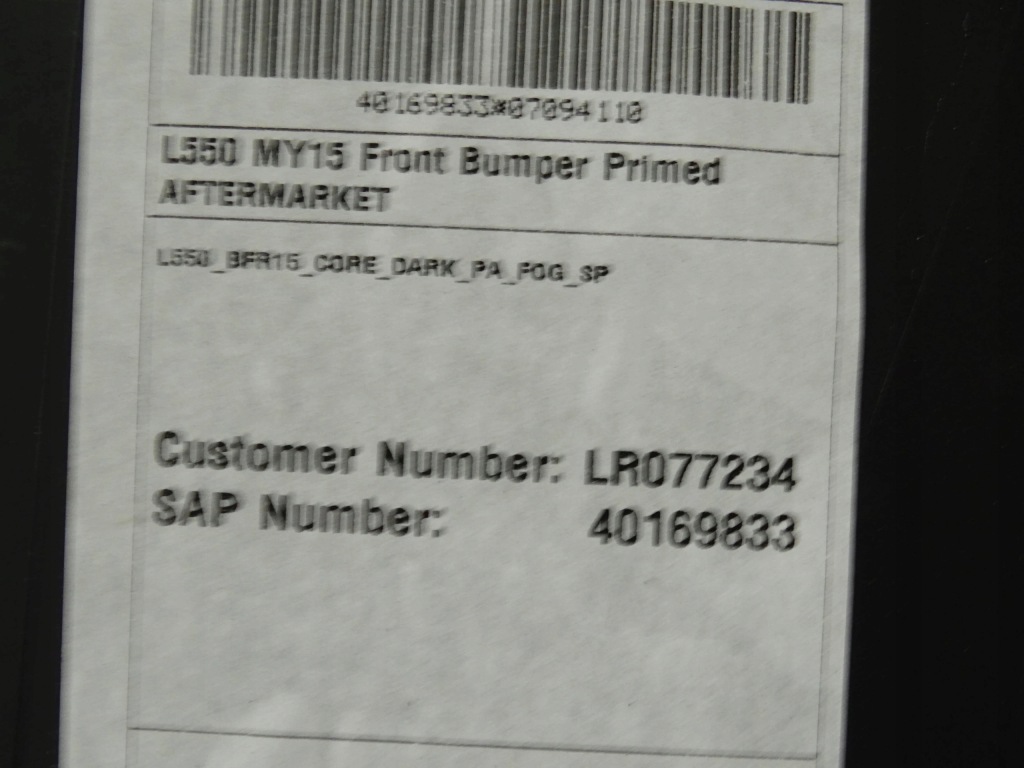 40169833*07094110
L550 MY15 Front Bumper Primed
AFTERMARKET
L550_BFR15_CORE_DARK_PA_FOG_SP
Customer Number: LR077234
SAP Number: 40169833